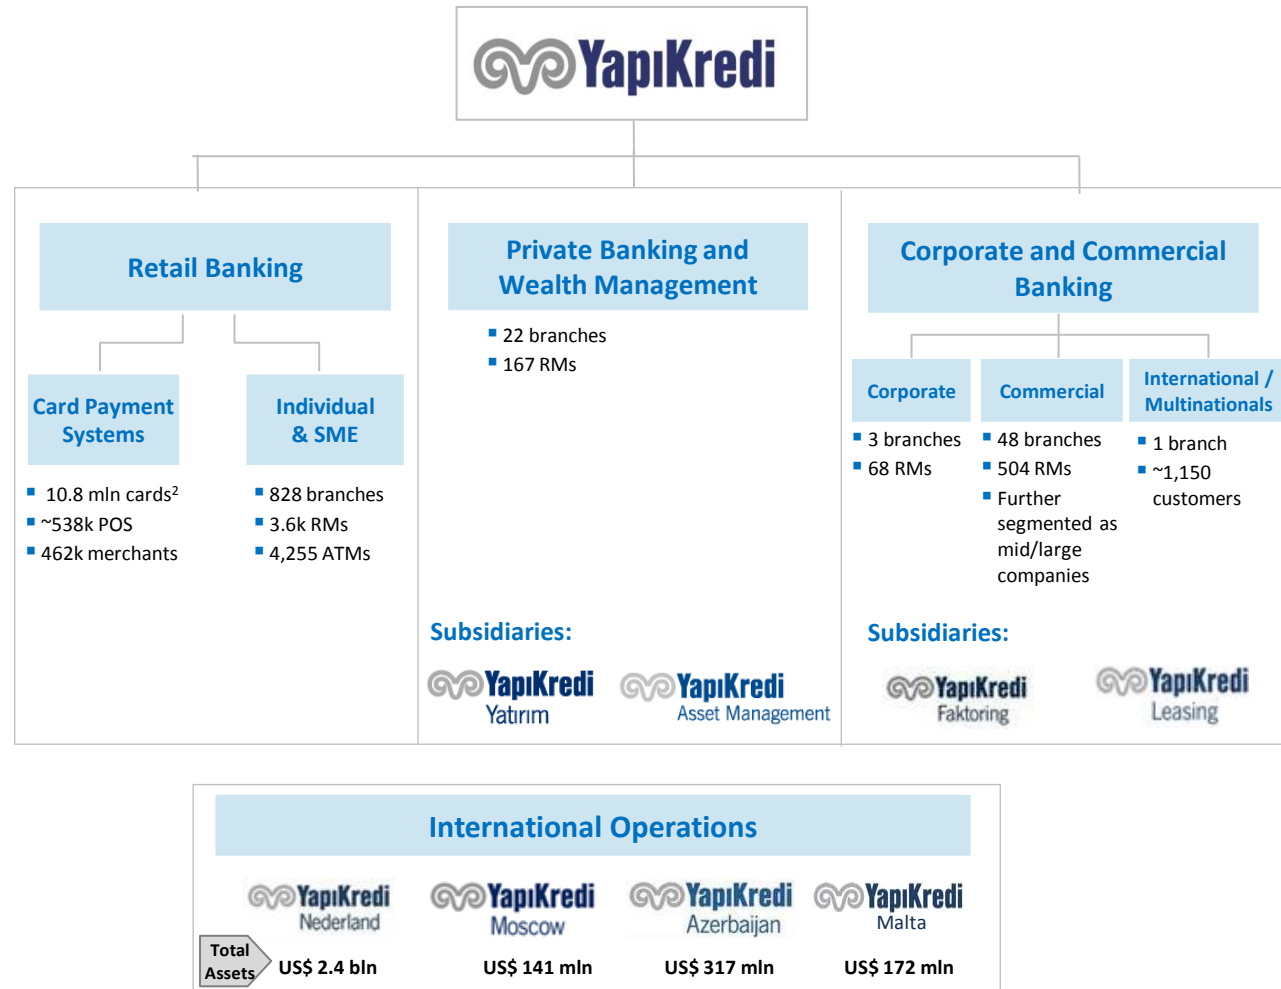 YapıKredi
Retail Banking
Card Payment
Systems
10.8 mln cards²
~538k POS
462k merchants
Individual
& SME
828 branches
3.6k RMs
4,255 ATMs
Private Banking and
Wealth Management
22 branches
167 RMs
Subsidiaries:
YapıKredi
Yatırım
YapıKredi
Asset Management
Corporate and Commercial
Banking
Corporate
3 branches
68 RMs
Commercial
48 branches
504 RMs
Further
segmented as
mid/large
companies
International /
Multinationals
1 branch
~1,150
customers
Subsidiaries:
YapıKredi
Faktoring
YapıKredi
Leasing
International Operations
YapıKredi
Nederland
YapıKredi
Moscow
YapıKredi
Azerbaijan
YapıKredi
Malta
Total
Assets
US$ 2.4 bln
US$ 141 mln
US$ 317 mln
US$ 172 mln